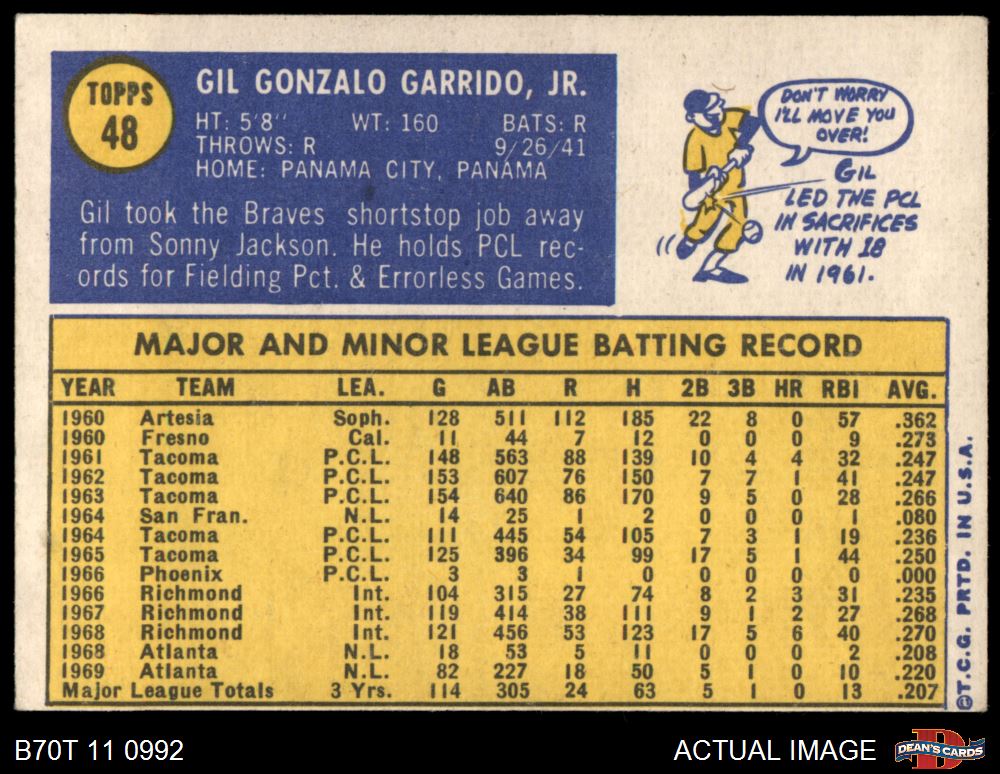 TOPPS
48
GIL GONZALO GARRIDO, JR.
HT: 5'8" WT: 160 BATS: R
THROWS: R 9/26/41
HOME: PANAMA CITY, PANAMA
Gil took the Braves shortstop job away
from Sonny Jackson. He holds PCL rec-
ords for Fielding Pct. & Errorless Games.
DON'T WORRY
I'LL MOVE YOU
OVER!
GIL
LED THE PCL
IN SACRIFICES
WITH 18
IN 1961.
MAJOR AND MINOR LEAGUE BATTING RECORD
YEAR TEAM LEA. G AB R H 2B 3B HR RBI AVG.
1960 Artesia Soph. 128 511 112 185 22 8 0 57 .362
1960 Fresno Cal. 11 44 7 12 0 0 0 9 .273
1961 Tacoma P.C.L. 148 563 88 139 10 4 4 32 .247
1962 Tacoma P.C.L. 153 607 76 150 7 7 1 41 .247
1963 Tacoma P.C.L. 154 640 86 170 9 5 0 28 .266
1964 San Fran. N.L. 14 25 1 2 0 0 0 1 .080
1964 Tacoma P.C.L. 111 445 54 105 7 3 1 19 .236
1965 Tacoma P.C.L. 125 396 34 99 17 5 1 44 .250
1966 Phoenix P.C.L. 3 3 1 0 0 0 0 0 .000
1966 Richmond Int. 104 315 27 74 8 2 3 31 .235
1967 Richmond Int. 119 414 38 111 9 1 2 27 .268
1968 Richmond Int. 121 456 53 123 17 5 6 40 .270
1968 Atlanta N.L. 18 53 5 11 0 0 0 2 .208
1969 Atlanta N.L. 82 227 18 50 5 1 0 10 .220
Major League Totals 3 Yrs. 114 305 24 63 5 1 0 13 .207
©T.C.G. PRTD. IN U.S.A.
B70T 11 0992
ACTUAL IMAGE
D
DEAN'S CARDS